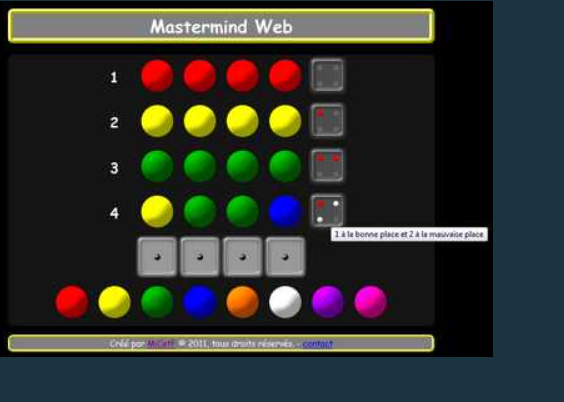 Mastermind Web
1
2
3
4
1 à la bonne place et 2 à la mauvaise place
Créé par MiCetF © 2011, tous droits réservés. - contact